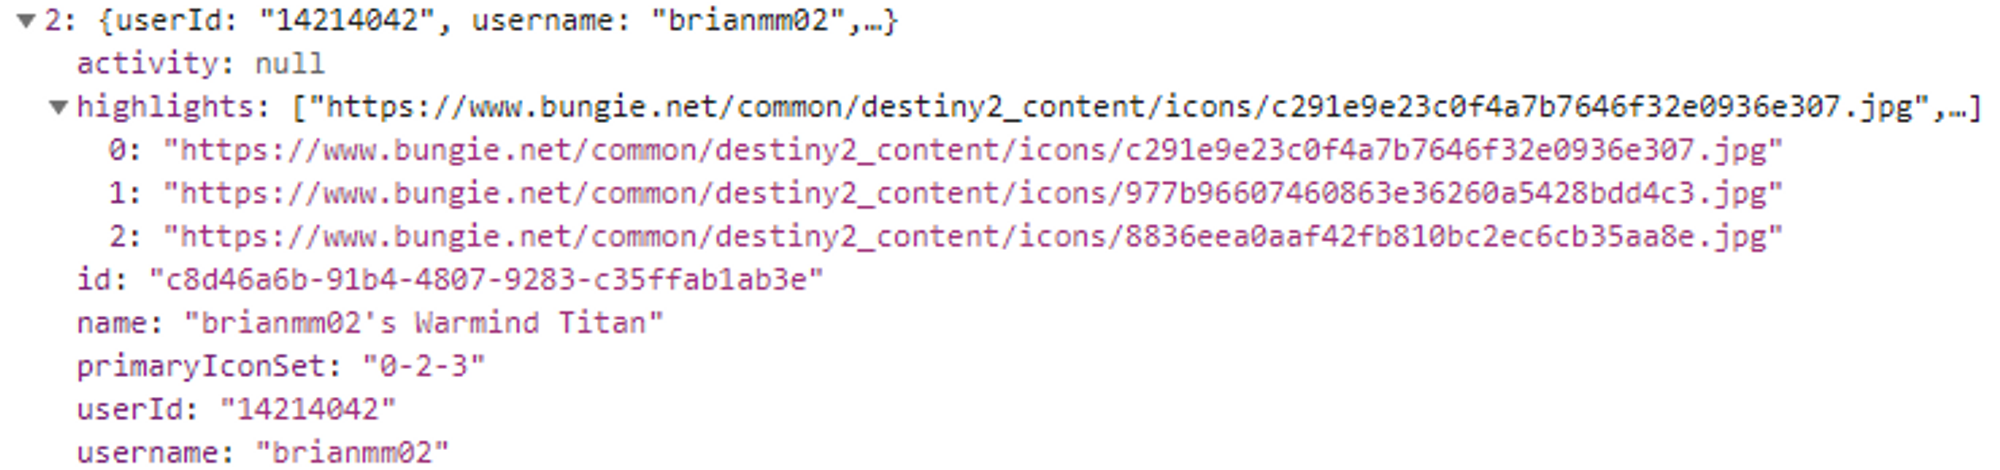 ▼2: {userId: "14214042", username: "brianmm02",…}
activity: null
▼highlights: ["https://www.bungie.net/common/destiny2_content/icons/c291e9e23c0f4a7b7646f32e0936e307.jpg",…]
0: "https://www.bungie.net/common/destiny2_content/icons/c291e9e23c0f4a7b7646f32e0936e307.jpg"
1: "https://www.bungie.net/common/destiny2_content/icons/977b96607460863e36260a5428bdd4c3.jpg"
2: "https://www.bungie.net/common/destiny2_content/icons/8836eea0aaf42fb810bc2ec6cb35aa8e.jpg"
id: "c8d46a6b-91b4-4807-9283-c35ffab1ab3e"
name: "brianmm02's Warmind Titan"
primaryIconSet: "0-2-3"
userId: "14214042"
username: "brianmm02"